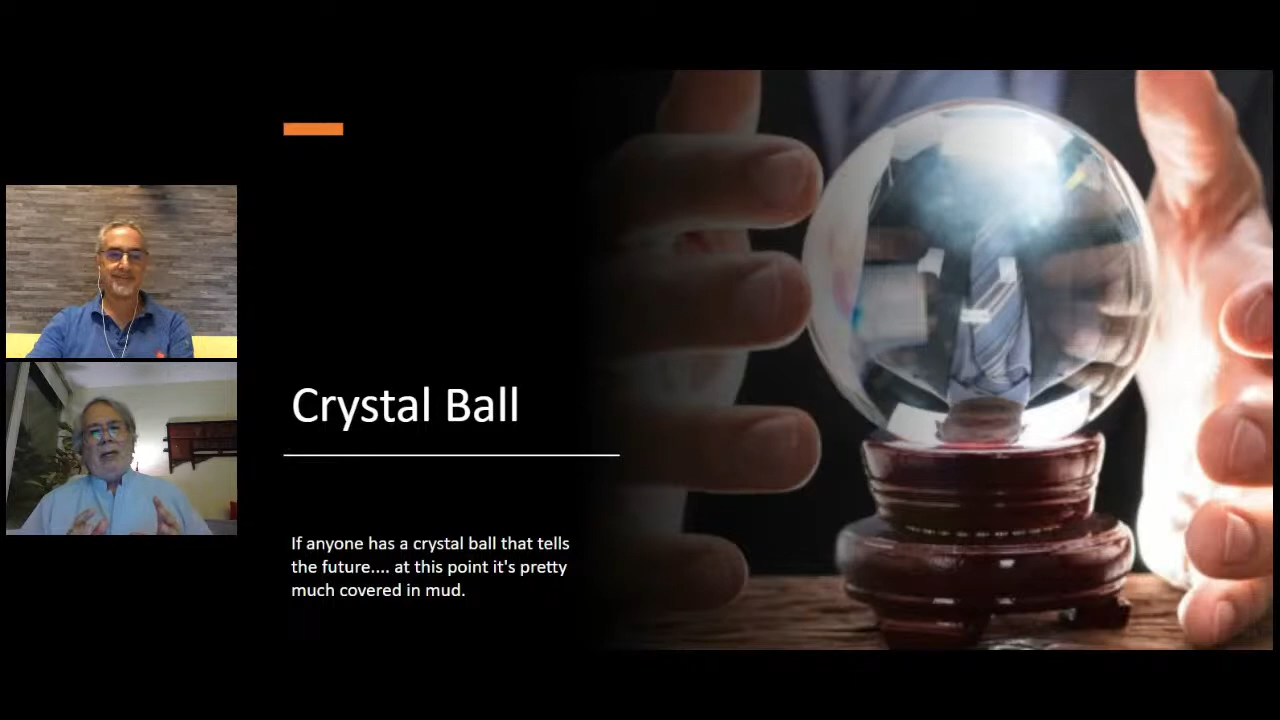 Crystal Ball
If anyone has a crystal ball that tells
the future.... at this point it's pretty
much covered in mud.